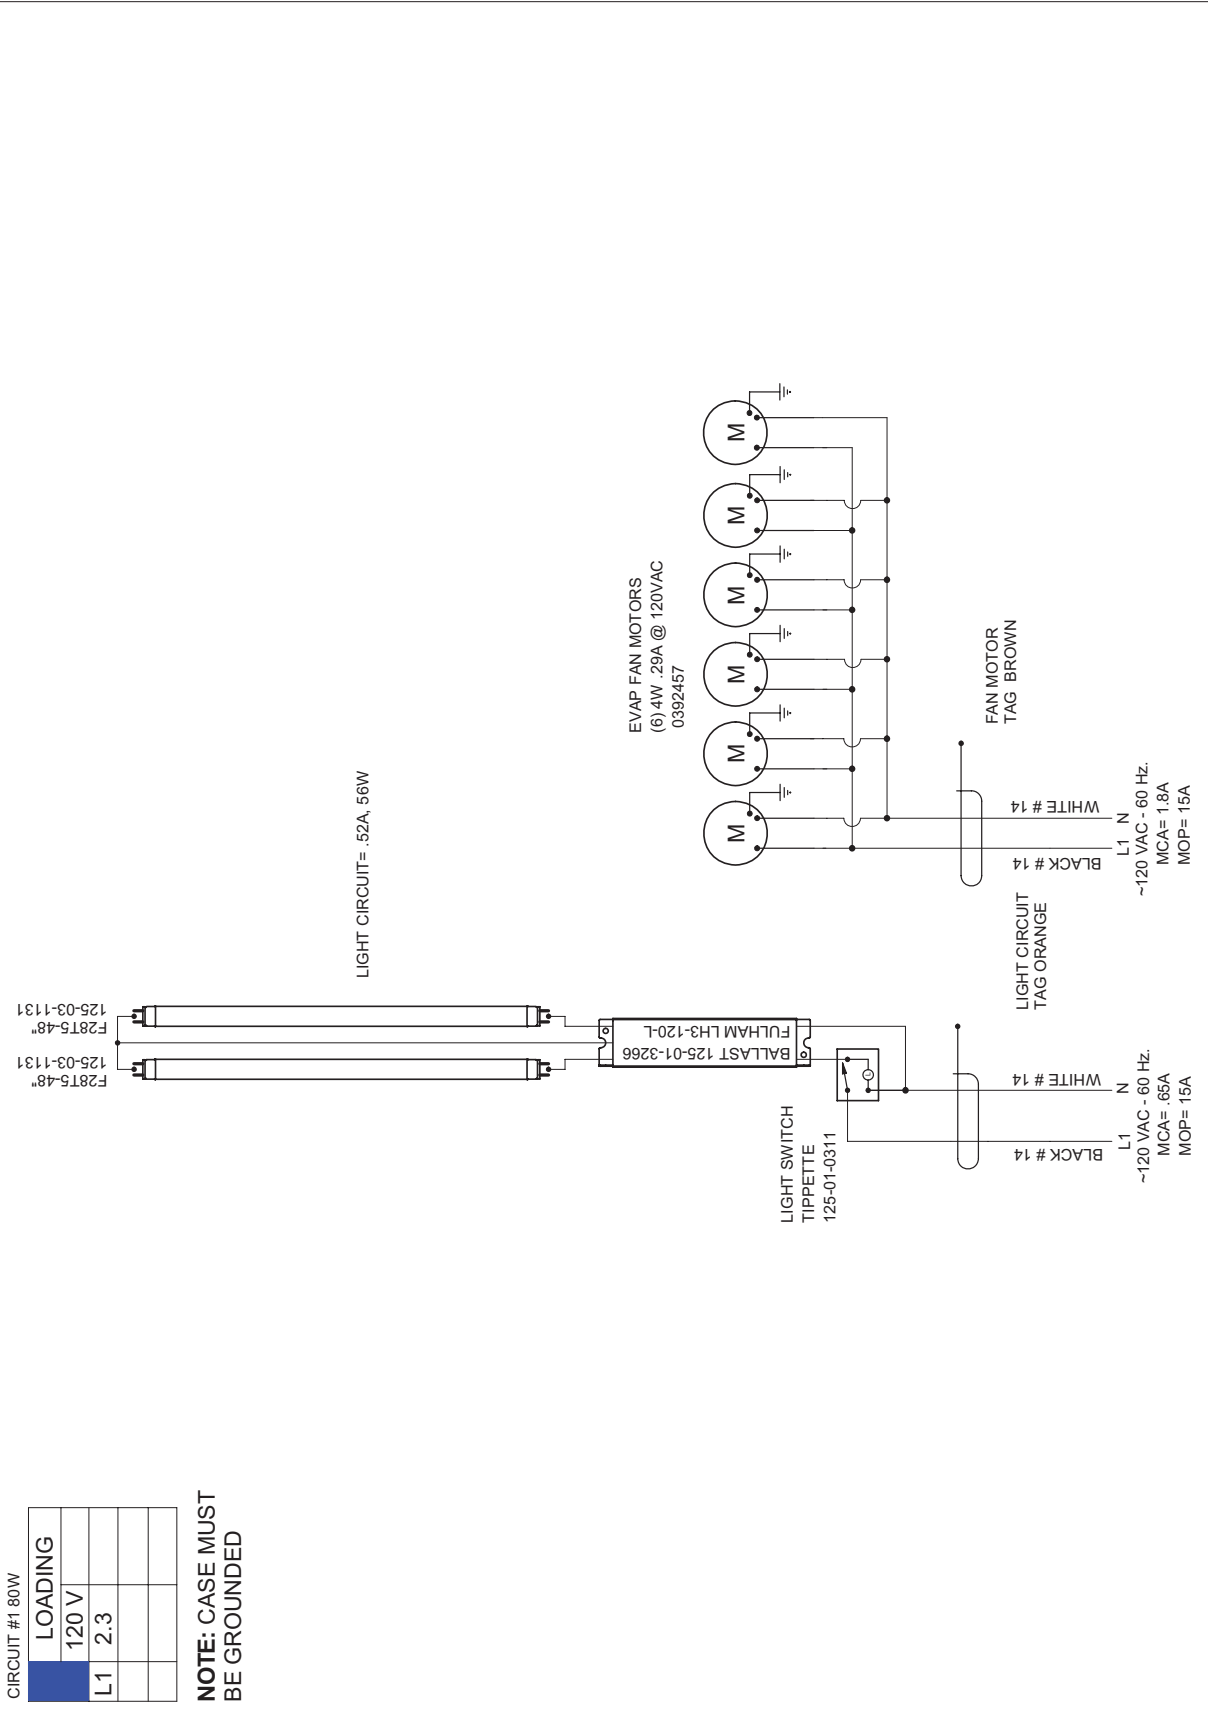 CIRCUIT #1 80W
LOADING
120 V
L1 2.3
NOTE: CASE MUST
BE GROUNDED
F28T5-48"
125-03-1131
F28T5-48"
125-03-1131
LIGHT CIRCUIT= .52A, 56W
BALLAST 125-01-3266
FULHAM LH3-120-L
LIGHT SWITCH
TIPPETTE
125-01-0311
L
BLACK # 14
WHITE # 14
L1 N
~120 VAC - 60 Hz.
MCA= .65A
MOP= 15A
LIGHT CIRCUIT
TAG ORANGE
EVAP FAN MOTORS
(6) 4W .29A @ 120VAC
0392457
M M M M M M
BLACK # 14
WHITE # 14
L1 N
~120 VAC - 60 Hz.
MCA= 1.8A
MOP= 15A
FAN MOTOR
TAG BROWN